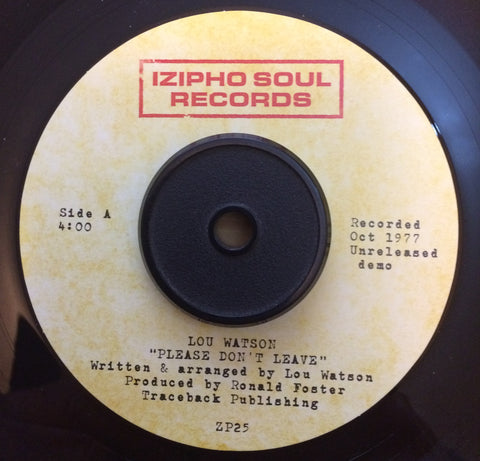 IZIPHO SOUL
RECORDS
Side A
4:00
Recorded
Oct 1977
Unreleased
demo
LOU WATSON
"PLEASE DON'T LEAVE"
Written & arranged by Lou Watson
Produced by Ronald Foster
Traceback Publishing
ZP25